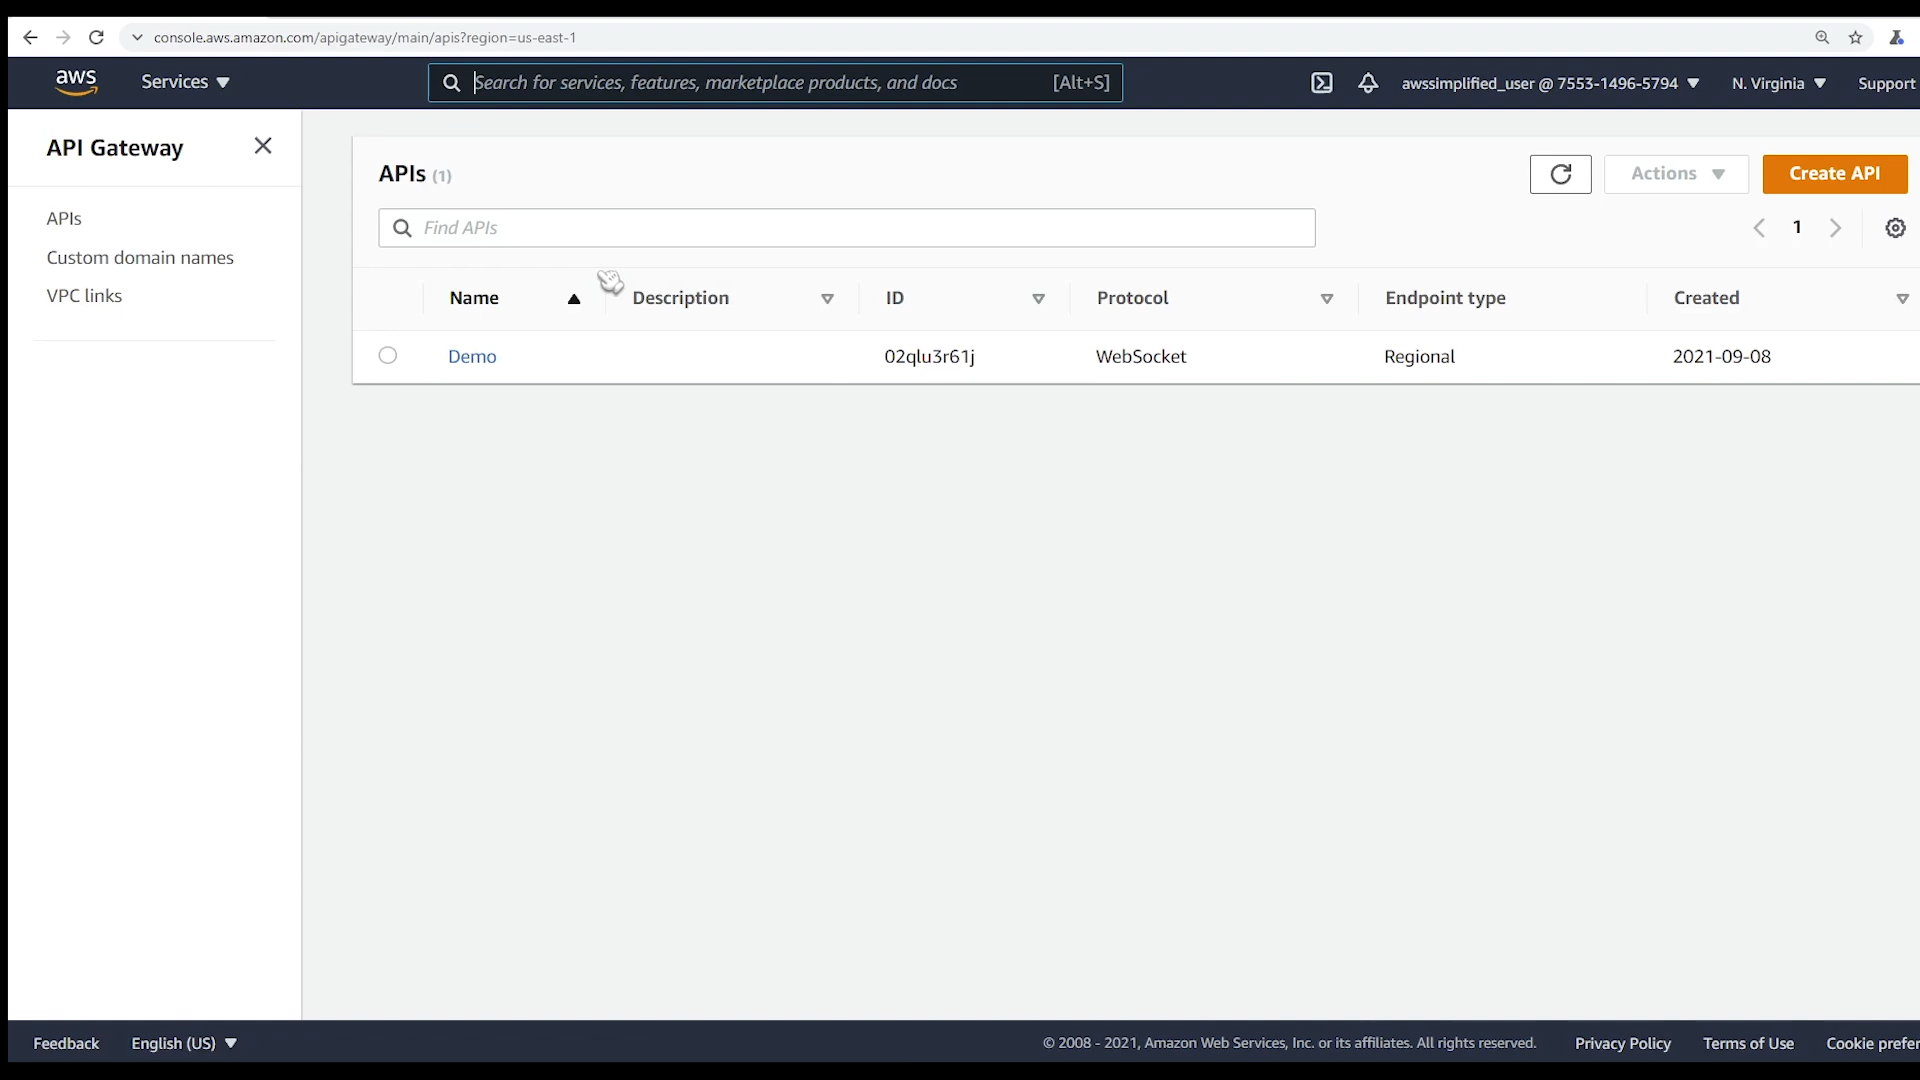 console.aws.amazon.com/apigateway/main/apis?region=us-east-1
aws Services Search for services, features, marketplace products, and docs [Alt+S] awssimplified_user @ 7553-1496-5794 N. Virginia Support
API Gateway
APIs
Custom domain names
VPC links
APIs (1) Actions Create API
Find APIs 1
Name Description ID Protocol Endpoint type Created
Demo 02qlu3r61j WebSocket Regional 2021-09-08
Feedback English (US) © 2008 - 2021, Amazon Web Services, Inc. or its affiliates. All rights reserved. Privacy Policy Terms of Use Cookie prefer